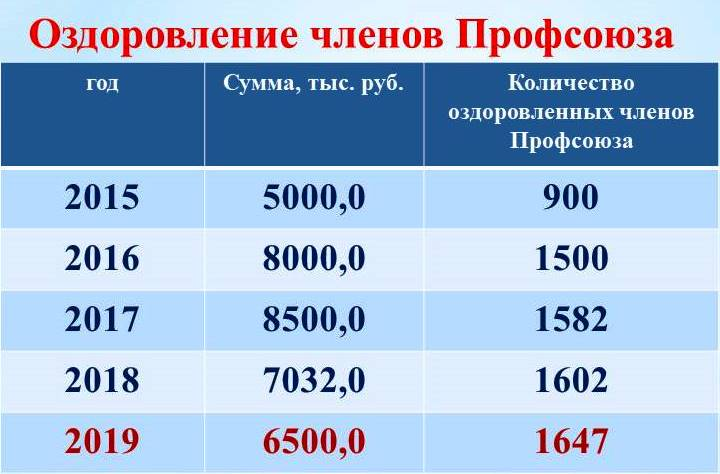 Оздоровление членов Профсоюза
год Сумма, тыс. руб. Количество
оздоровленных членов
Профсоюза
2015 5000,0 900
2016 8000,0 1500
2017 8500,0 1582
2018 7032,0 1602
2019 6500,0 1647